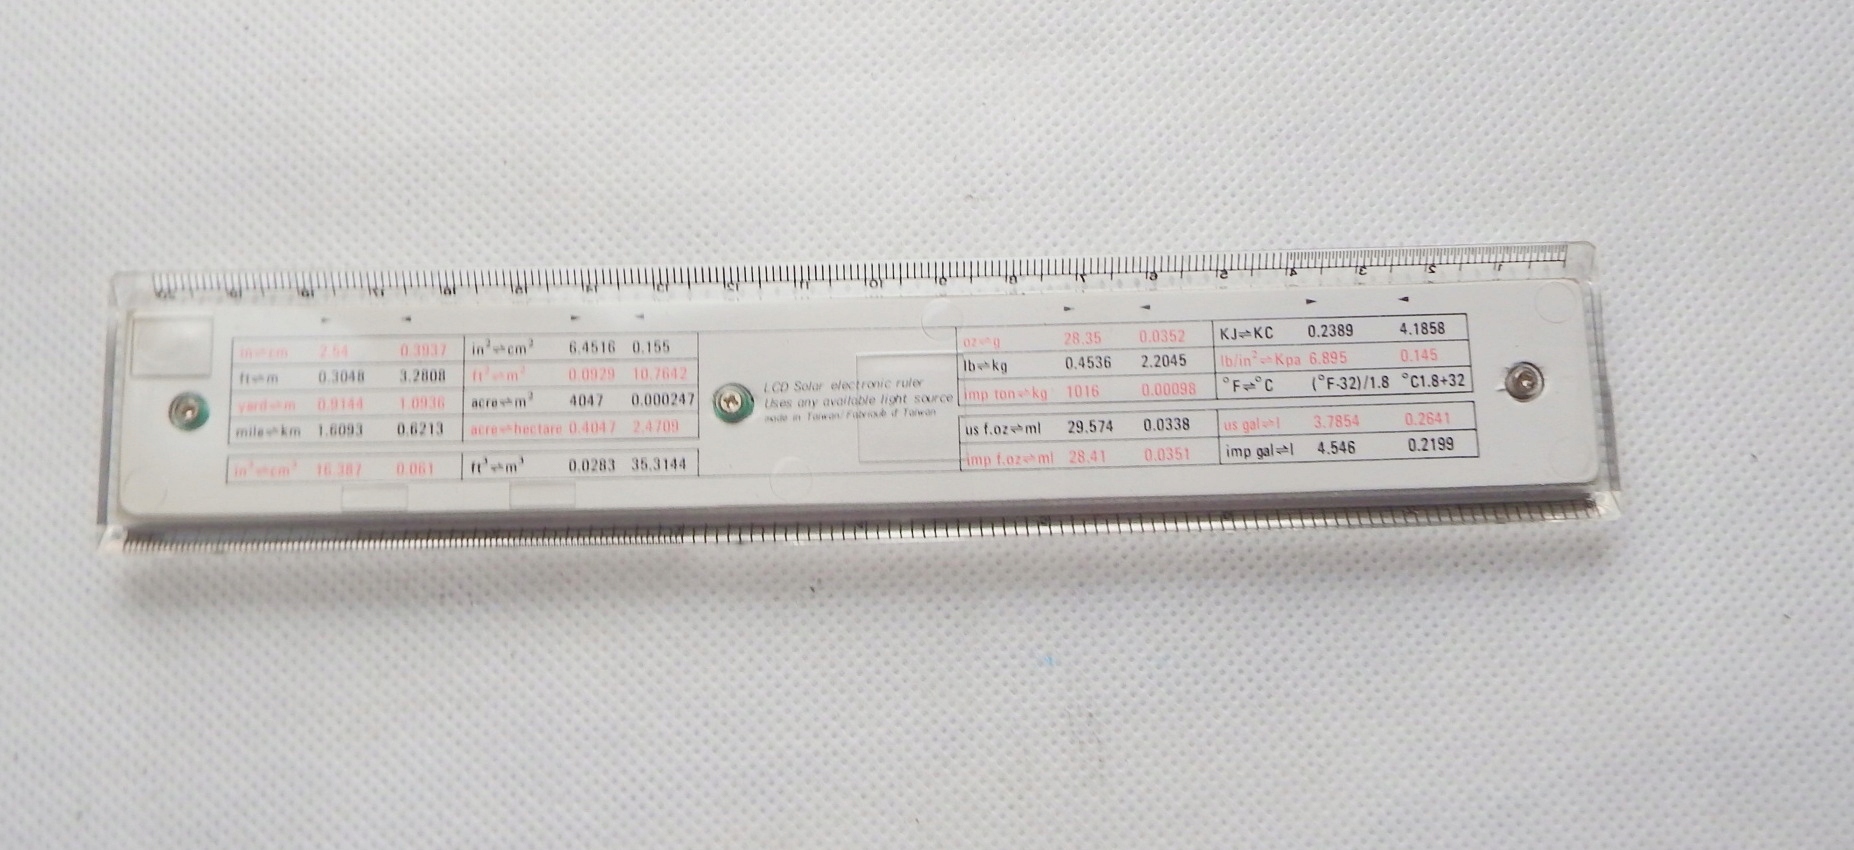 in⇌cm 2.54 0.3937
ft⇌m 0.3048 3.2808
yard⇌m 0.9144 1.0936
mile⇌km 1.6093 0.6213
in³⇌cm³ 16.387 0.061
in²⇌cm² 6.4516 0.155
ft²⇌m² 0.0929 10.7642
acre⇌m² 4047 0.000247
acre⇌hectare 0.4047 2.4709
ft³⇌m³ 0.0283 35.3144
LCD Solar electronic ruler
Uses any available light source
made in Taiwan/Fabriqué d Taiwan
oz⇌g 28.35 0.0352
lb⇌kg 0.4536 2.2045
imp ton⇌kg 1016 0.00098
us f.oz⇌ml 29.574 0.0338
imp f.oz⇌ml 28.41 0.0351
KJ⇌KC 0.2389 4.1858
lb/in²⇌Kpa 6.895 0.145
°F⇌°C (°F-32)/1.8 °C1.8+32
us gal⇌l 3.7854 0.2641
imp gal⇌l 4.546 0.2199